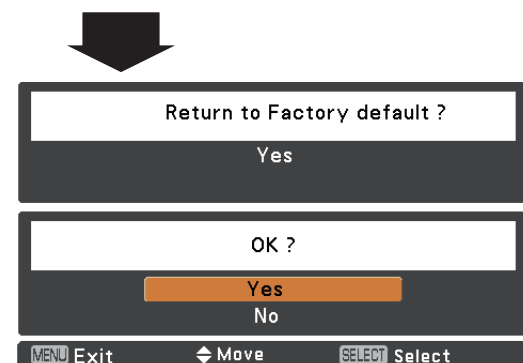 Return to Factory default ?
Yes
OK ?
Yes
No
MENU Exit ◆ Move SELECT Select